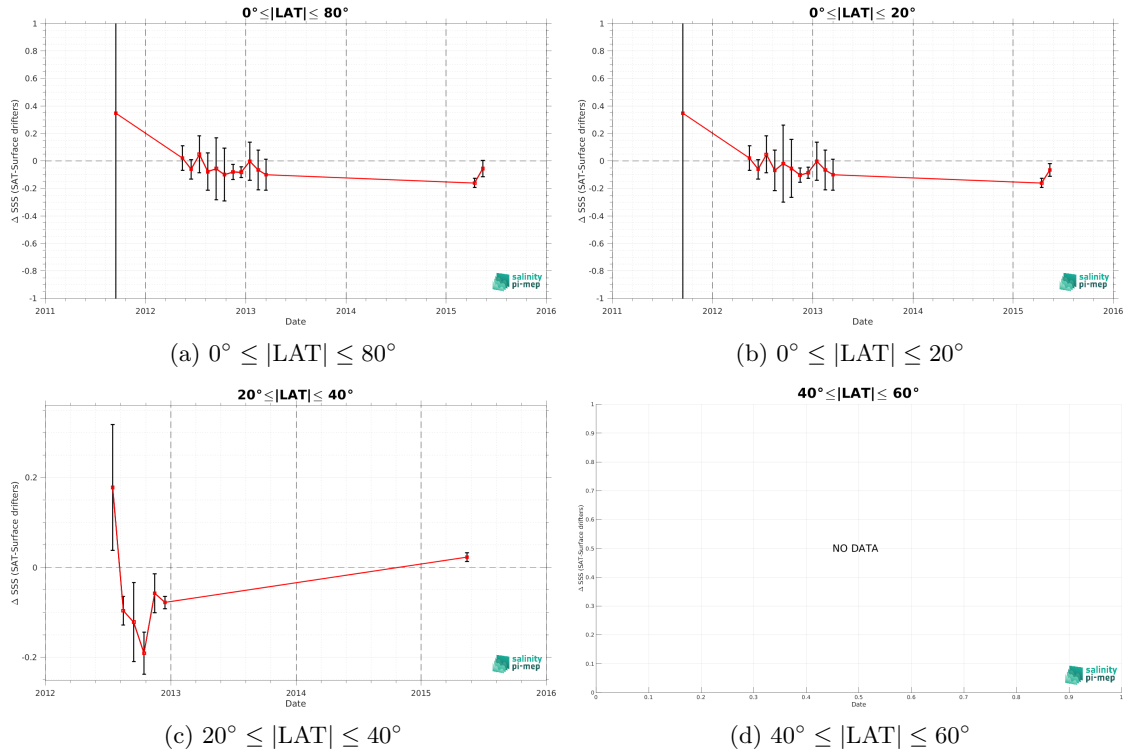 0°≤|LAT|≤ 80°
1
0.8
0.6
0.4
0.2
0
-0.2
-0.4
-0.6
-0.8
-1
Δ SSS (SAT-Surface drifters)
2011
2012
2013
2014
2015
2016
Date
salinity
pi-mep
(a) 0° ≤ |LAT| ≤ 80°
0°≤|LAT|≤ 20°
1
0.8
0.6
0.4
0.2
0
-0.2
-0.4
-0.6
-0.8
-1
Δ SSS (SAT-Surface drifters)
2011
2012
2013
2014
2015
2016
Date
salinity
pi-mep
(b) 0° ≤ |LAT| ≤ 20°
20°≤|LAT|≤ 40°
0.2
0
-0.2
Δ SSS (SAT-Surface drifters)
2012
2013
2014
2015
2016
Date
salinity
pi-mep
(c) 20° ≤ |LAT| ≤ 40°
40°≤|LAT|≤ 60°
1
0.9
0.8
0.7
0.6
0.5
0.4
0.3
0.2
0.1
0
Δ SSS (SAT-Surface drifters)
NO DATA
0
0.1
0.2
0.3
0.4
0.5
0.6
0.7
0.8
0.9
1
Date
salinity
pi-mep
(d) 40° ≤ |LAT| ≤ 60°